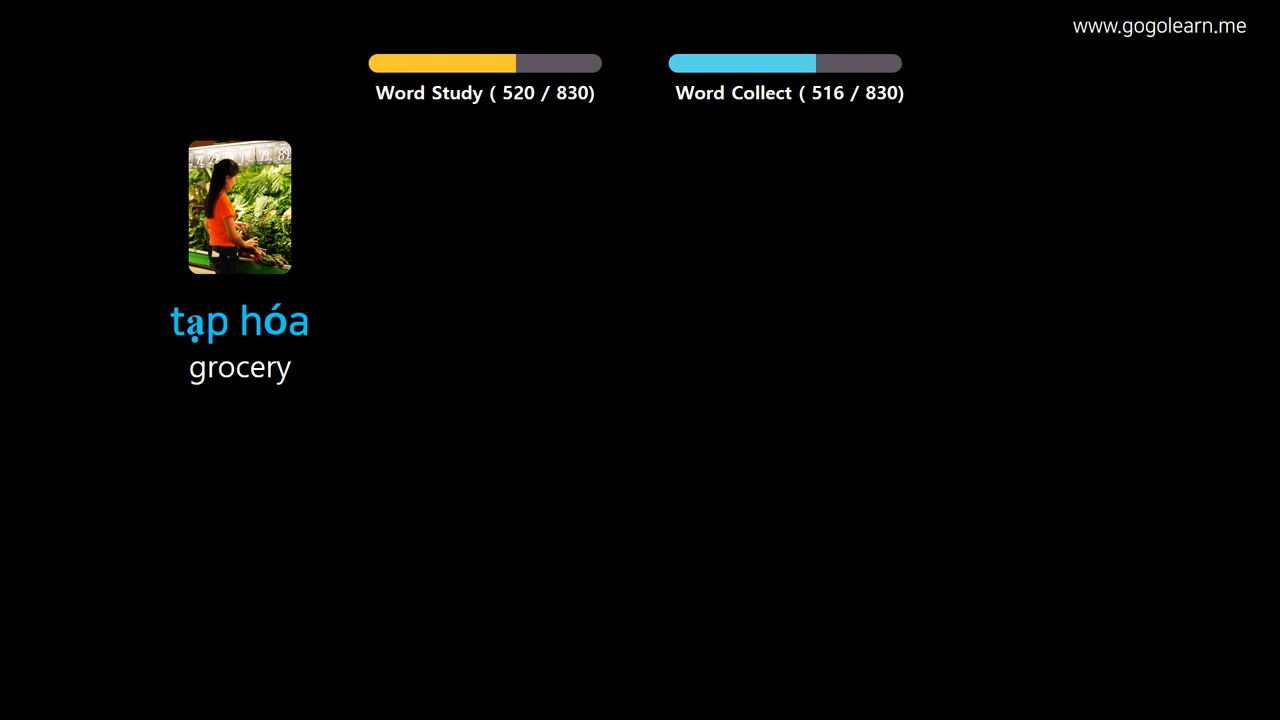 www.gogolearn.me
Word Study ( 520 / 830)
Word Collect ( 516 / 830)
tạp hóa
grocery